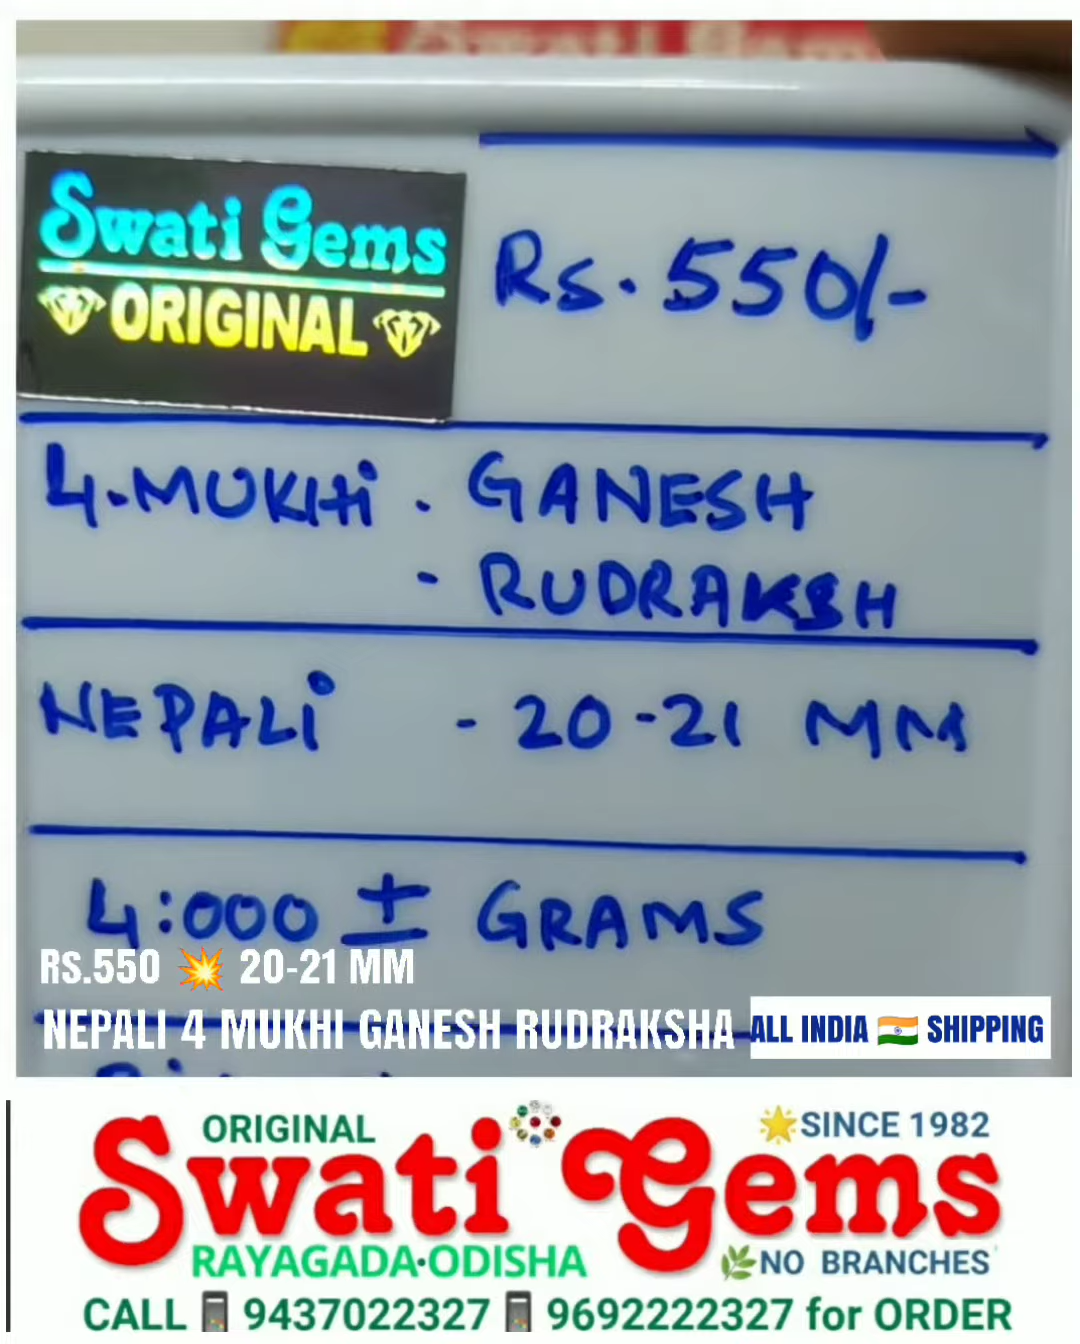 Swati Gem
Swati Gems
ORIGINAL
Rs. 550/-
4.MUKHi . GANESH
- RUDRAKSH
NEPALi - 20-21 MM
4:000 ± GRAMS
RS.550 💥 20-21 MM
NEPALI 4 MUKHI GANESH RUDRAKSHA ALL INDIA 🇮🇳 SHIPPING
ORIGINAL 🌟SINCE 1982
Swati Gems
RAYAGADA•ODISHA 🌿NO BRANCHES
CALL 📱9437022327📱9692222327 for ORDER